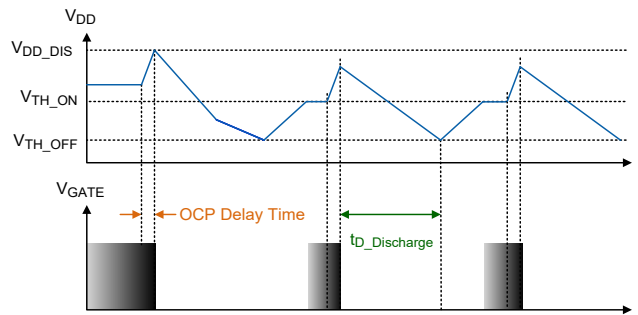 VDD
VDD_DIS
VTH_ON
VTH_OFF
VGATE
OCP Delay Time
tD_Discharge